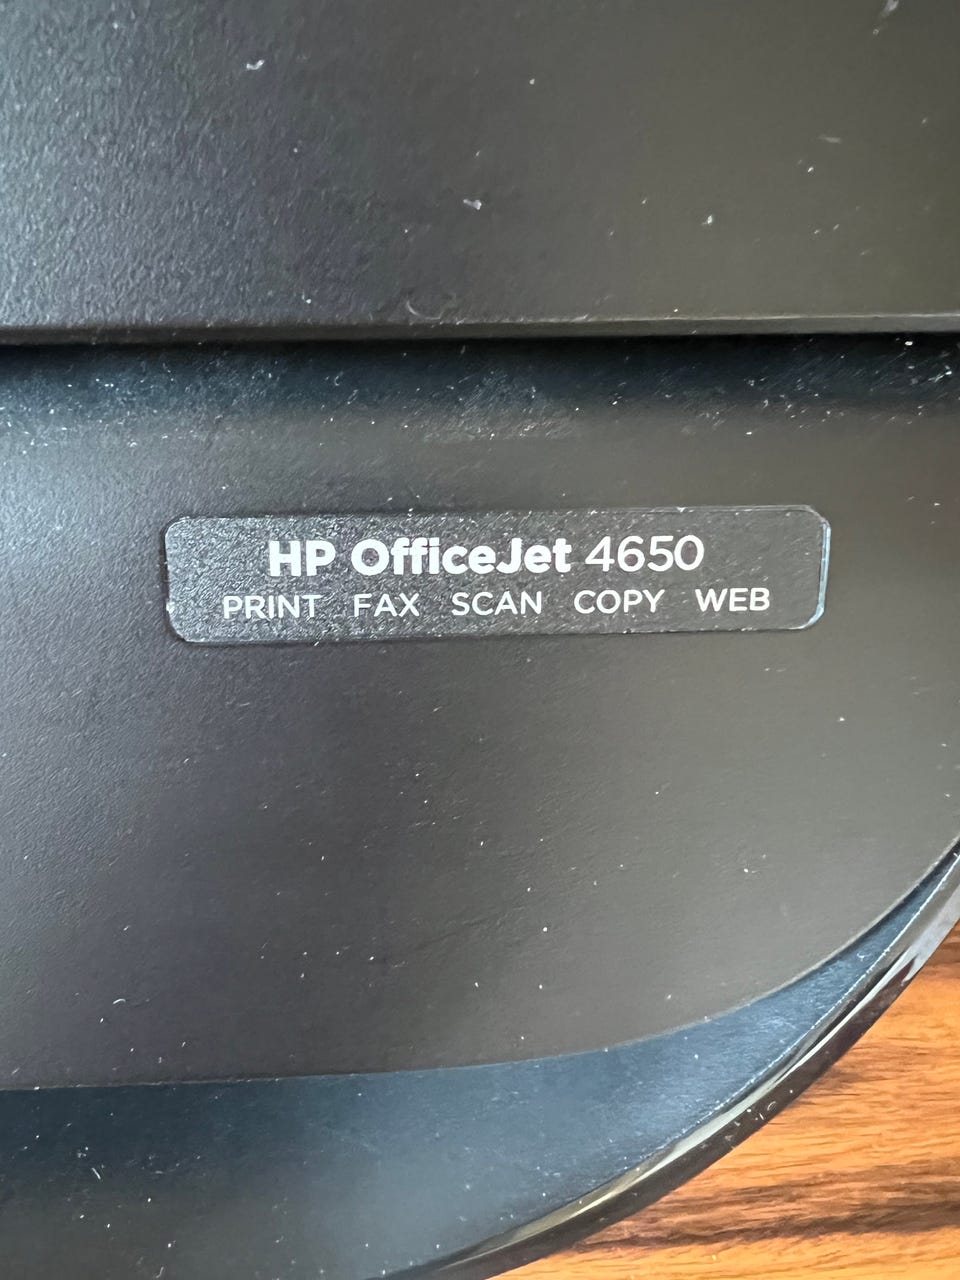 HP OfficeJet 4650
PRINT FAX SCAN COPY WEB